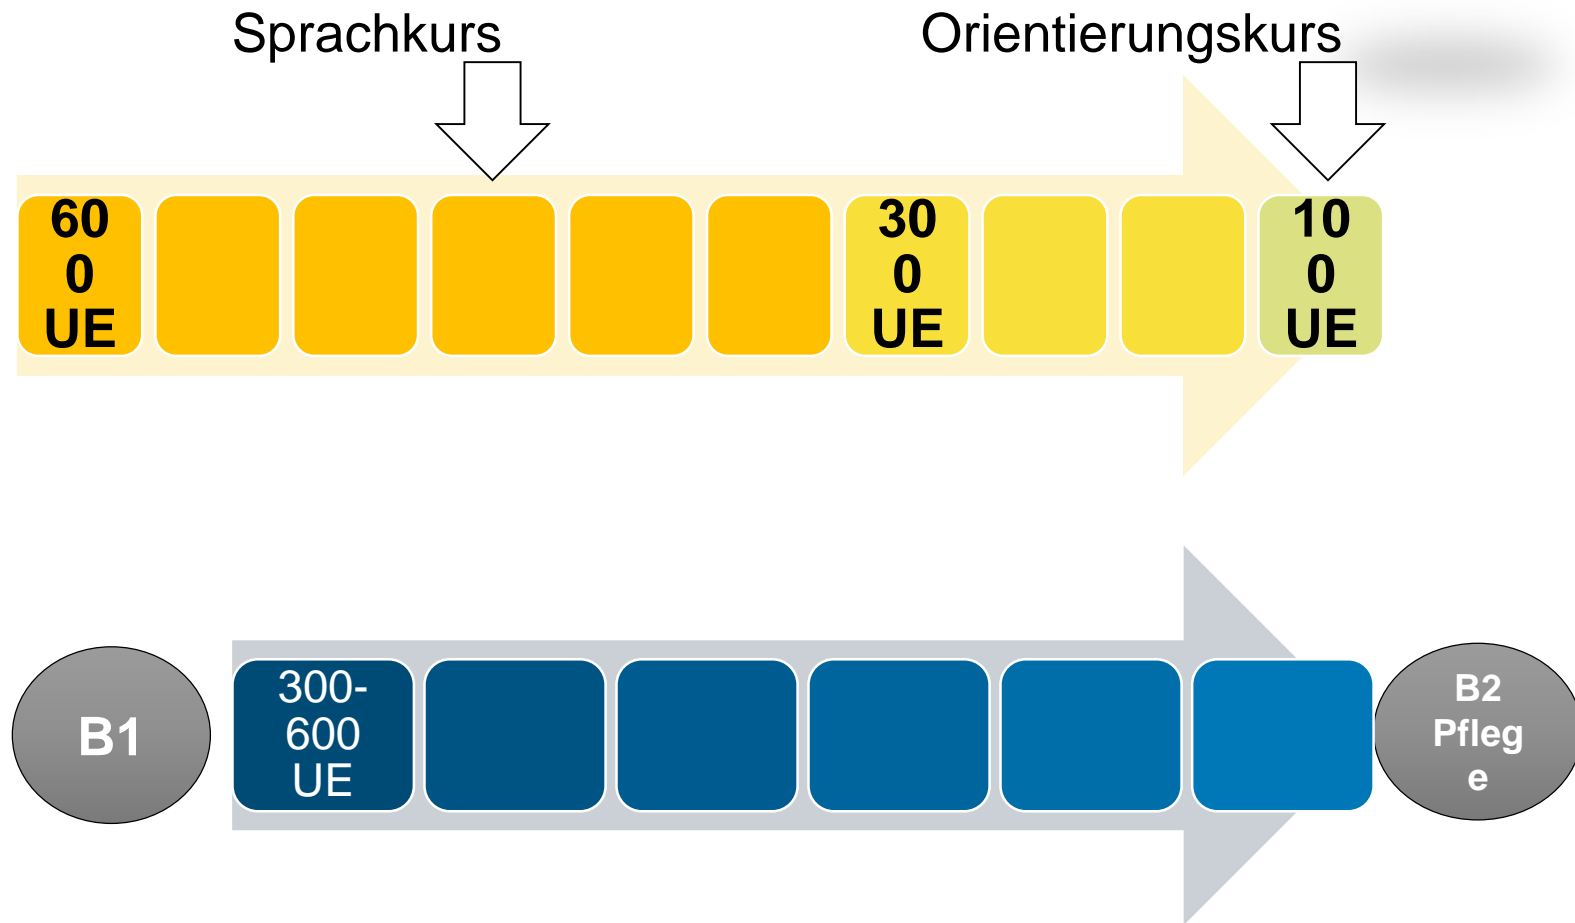 Sprachkurs
Orientierungskurs
60
0
UE
30
0
UE
10
0
UE
B1
300-
600
UE
B2
Pfleg
e